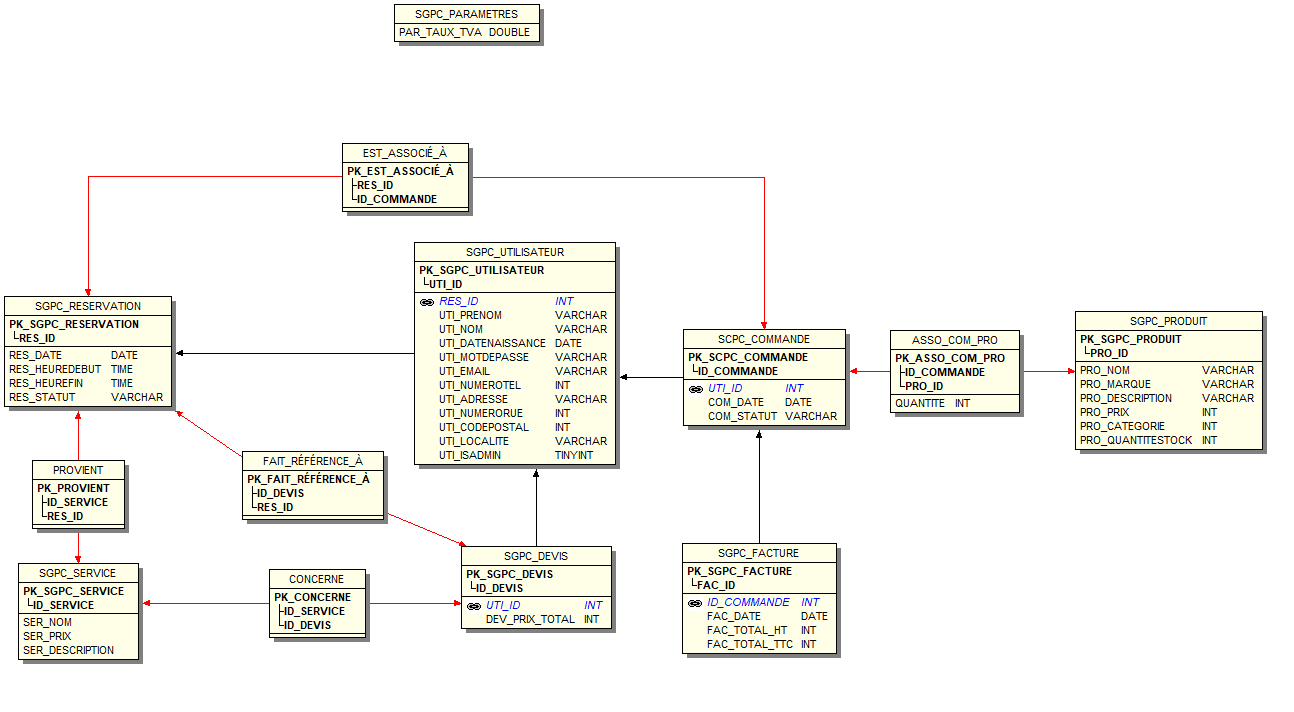 SGPC_PARAMETRES
PAR_TAUX_TVA DOUBLE
EST_ASSOCIÉ_À
PK_EST_ASSOCIÉ_À
RES_ID
ID_COMMANDE
SGPC_RESERVATION
PK_SGPC_RESERVATION
RES_ID
RES_DATE DATE
RES_HEUREDEBUT TIME
RES_HEUREFIN TIME
RES_STATUT VARCHAR
SGPC_UTILISATEUR
PK_SGPC_UTILISATEUR
UTI_ID
RES_ID INT
UTI_PRENOM VARCHAR
UTI_NOM VARCHAR
UTI_DATENAISSANCE DATE
UTI_MOTDEPASSE VARCHAR
UTI_EMAIL VARCHAR
UTI_NUMEROTEL INT
UTI_ADRESSE VARCHAR
UTI_NUMERORUE INT
UTI_CODEPOSTAL INT
UTI_LOCALITE VARCHAR
UTI_ISADMIN TINYINT
SCPC_COMMANDE
PK_SCPC_COMMANDE
ID_COMMANDE
UTI_ID INT
COM_DATE DATE
COM_STATUT VARCHAR
ASSO_COM_PRO
PK_ASSO_COM_PRO
ID_COMMANDE
PRO_ID
QUANTITE INT
SGPC_PRODUIT
PK_SGPC_PRODUIT
PRO_ID
PRO_NOM VARCHAR
PRO_MARQUE VARCHAR
PRO_DESCRIPTION VARCHAR
PRO_PRIX INT
PRO_CATEGORIE INT
PRO_QUANTITESTOCK INT
PROVIENT
PK_PROVIENT
ID_SERVICE
RES_ID
FAIT_RÉFÉRENCE_À
PK_FAIT_RÉFÉRENCE_À
ID_DEVIS
RES_ID
SGPC_SERVICE
PK_SGPC_SERVICE
ID_SERVICE
SER_NOM
SER_PRIX
SER_DESCRIPTION
CONCERNE
PK_CONCERNE
ID_SERVICE
ID_DEVIS
SGPC_DEVIS
PK_SGPC_DEVIS
ID_DEVIS
UTI_ID INT
DEV_PRIX_TOTAL INT
SGPC_FACTURE
PK_SGPC_FACTURE
FAC_ID
ID_COMMANDE INT
FAC_DATE DATE
FAC_TOTAL_HT INT
FAC_TOTAL_TTC INT